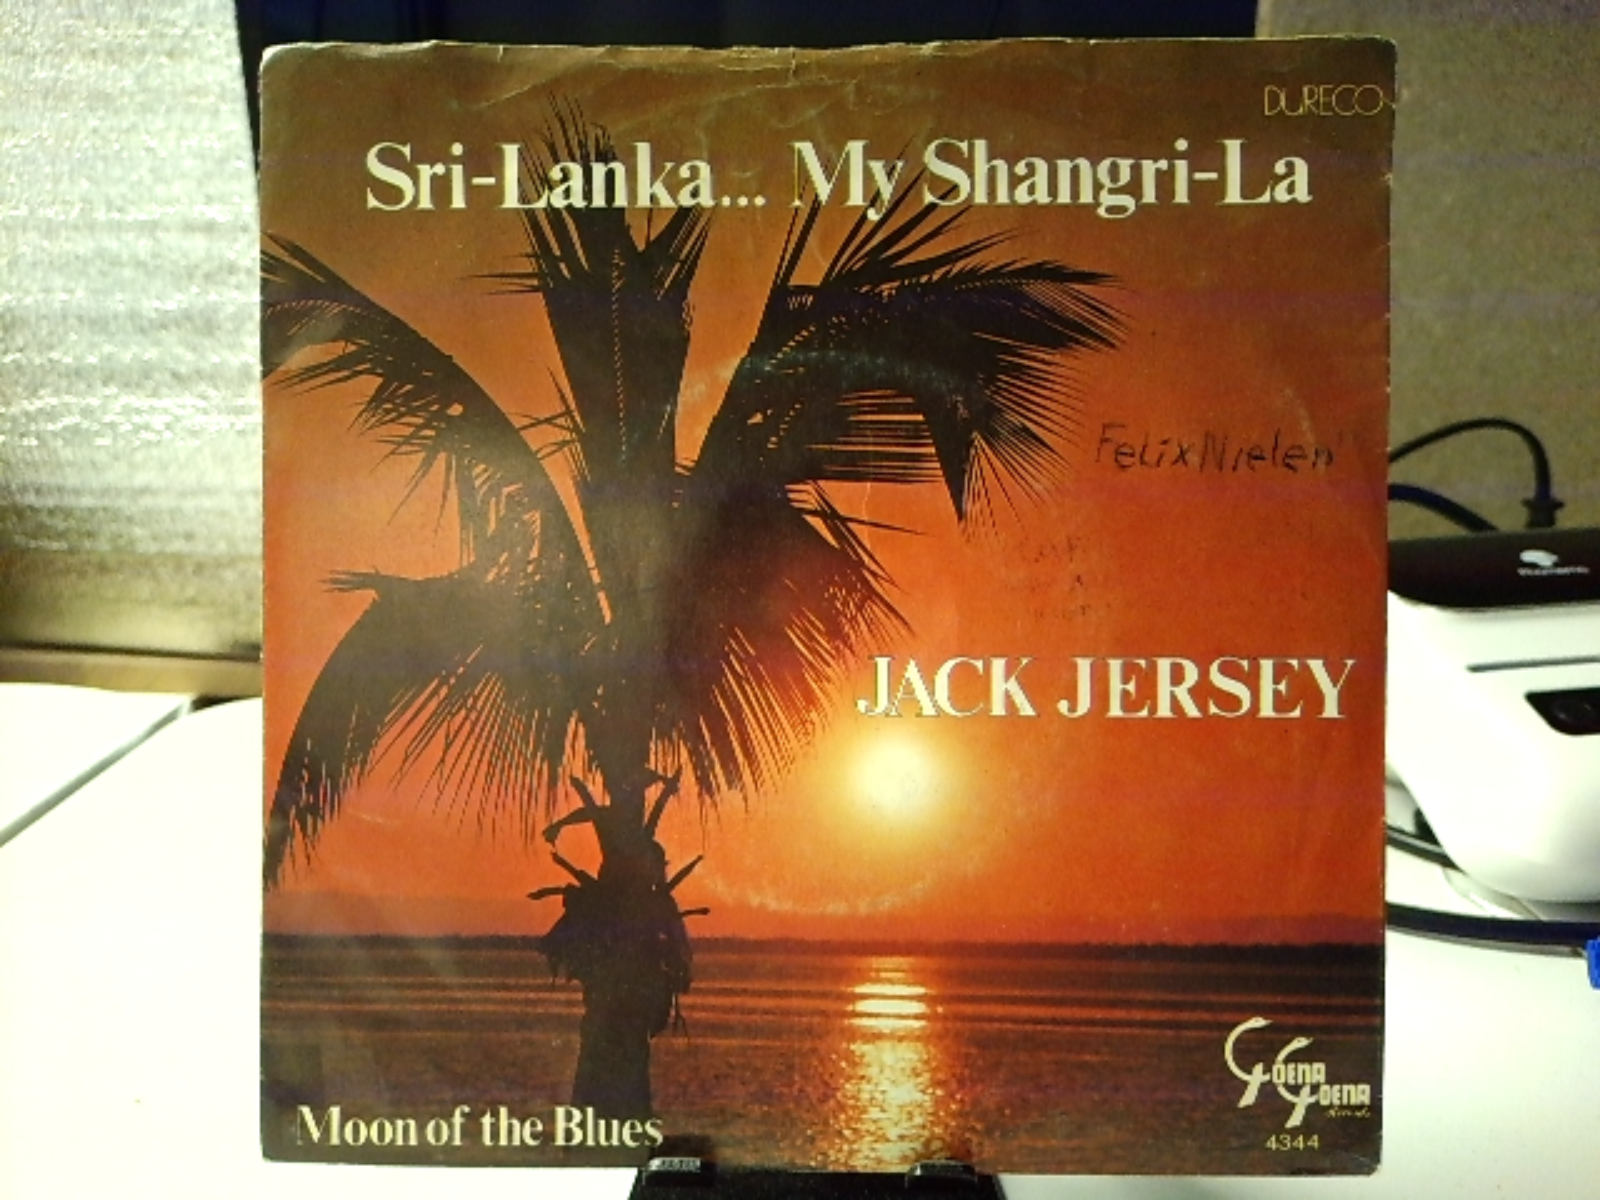 DURECO
Sri-Lanka... My Shangri-La
Felix Nielen
JACK JERSEY
GOENA
GOENA
4344
Moon of the Blues